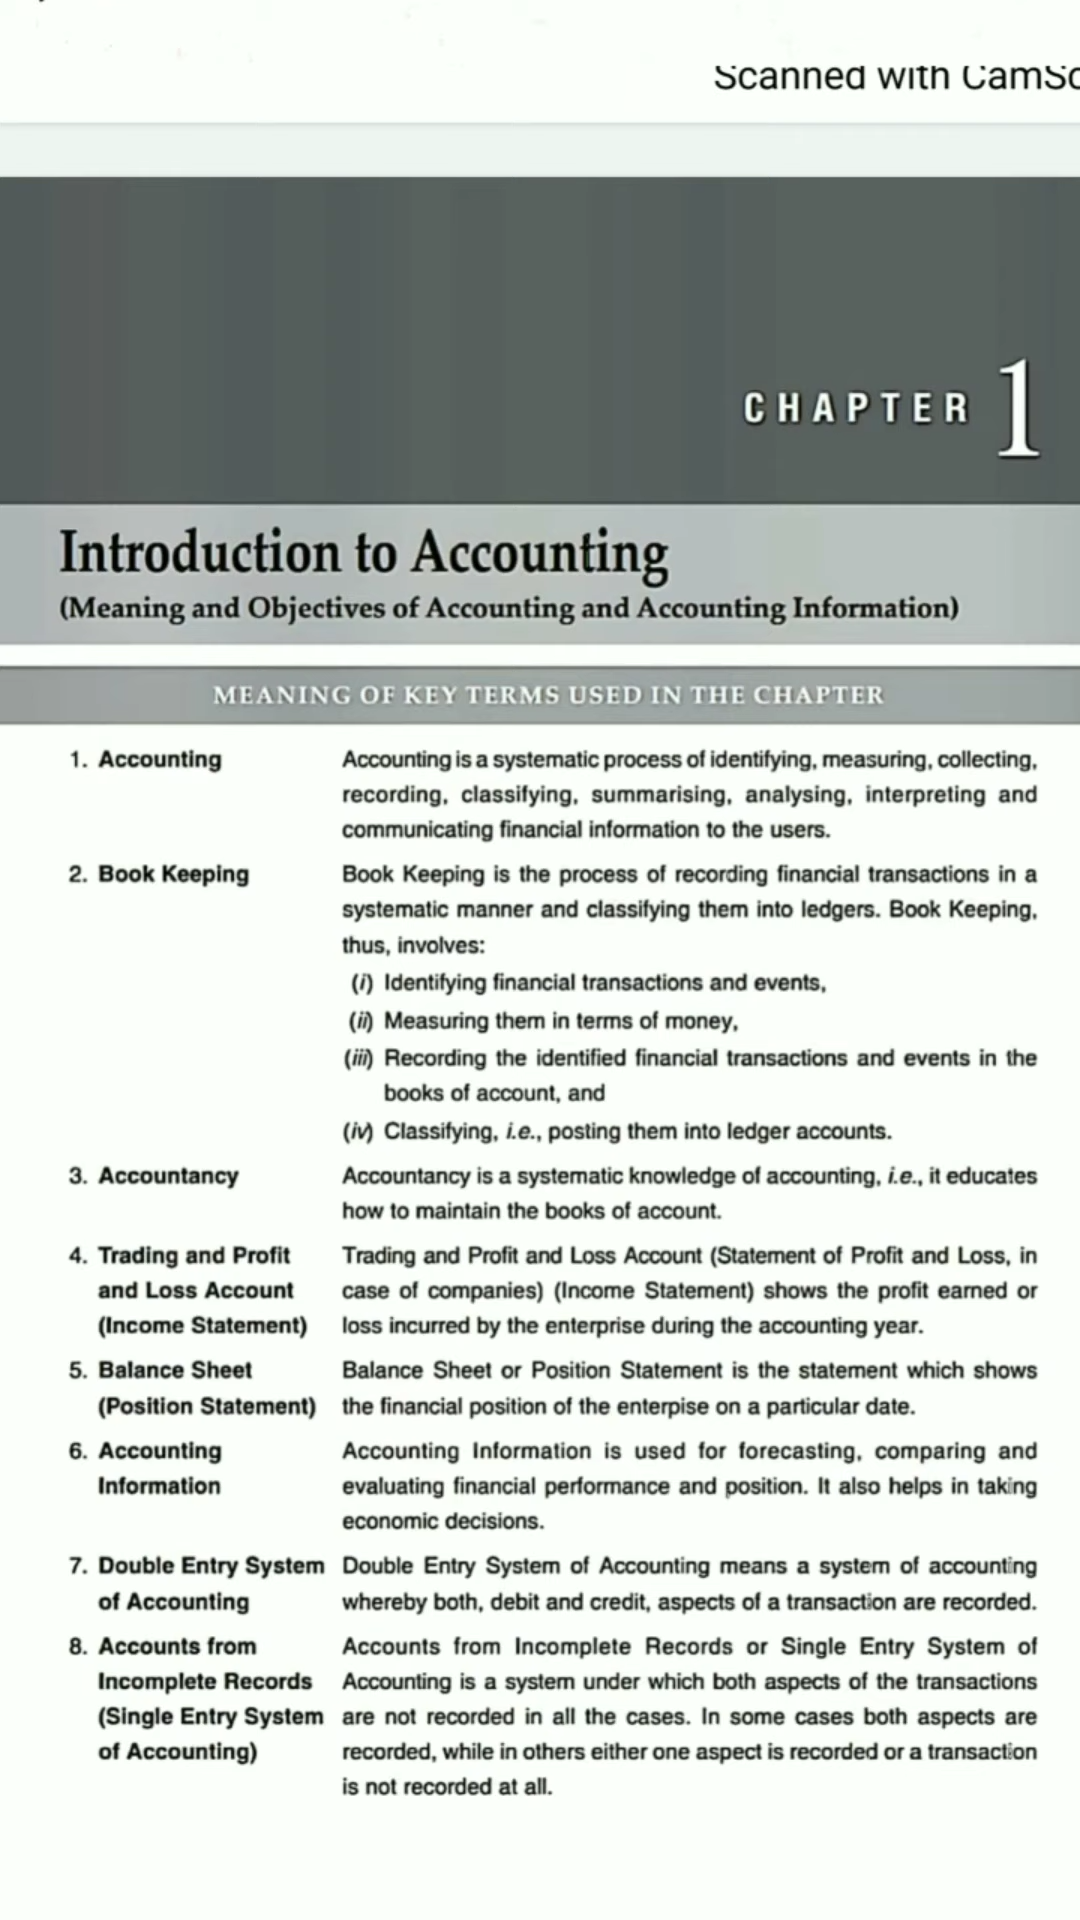 Scanned with CamSc
CHAPTER 1
Introduction to Accounting
(Meaning and Objectives of Accounting and Accounting Information)
MEANING OF KEY TERMS USED IN THE CHAPTER
1. Accounting Accounting is a systematic process of identifying, measuring, collecting,
recording, classifying, summarising, analysing, interpreting and
communicating financial information to the users.
2. Book Keeping Book Keeping is the process of recording financial transactions in a
systematic manner and classifying them into ledgers. Book Keeping,
thus, involves:
(i) Identifying financial transactions and events,
(ii) Measuring them in terms of money,
(iii) Recording the identified financial transactions and events in the
books of account, and
(iv) Classifying, i.e., posting them into ledger accounts.
3. Accountancy Accountancy is a systematic knowledge of accounting, i.e., it educates
how to maintain the books of account.
4. Trading and Profit Trading and Profit and Loss Account (Statement of Profit and Loss, in
and Loss Account case of companies) (Income Statement) shows the profit earned or
(Income Statement) loss incurred by the enterprise during the accounting year.
5. Balance Sheet Balance Sheet or Position Statement is the statement which shows
(Position Statement) the financial position of the enterpise on a particular date.
6. Accounting Accounting Information is used for forecasting, comparing and
Information evaluating financial performance and position. It also helps in taking
economic decisions.
7. Double Entry System Double Entry System of Accounting means a system of accounting
of Accounting whereby both, debit and credit, aspects of a transaction are recorded.
8. Accounts from Accounts from Incomplete Records or Single Entry System of
Incomplete Records Accounting is a system under which both aspects of the transactions
(Single Entry System are not recorded in all the cases. In some cases both aspects are
of Accounting) recorded, while in others either one aspect is recorded or a transaction
is not recorded at all.